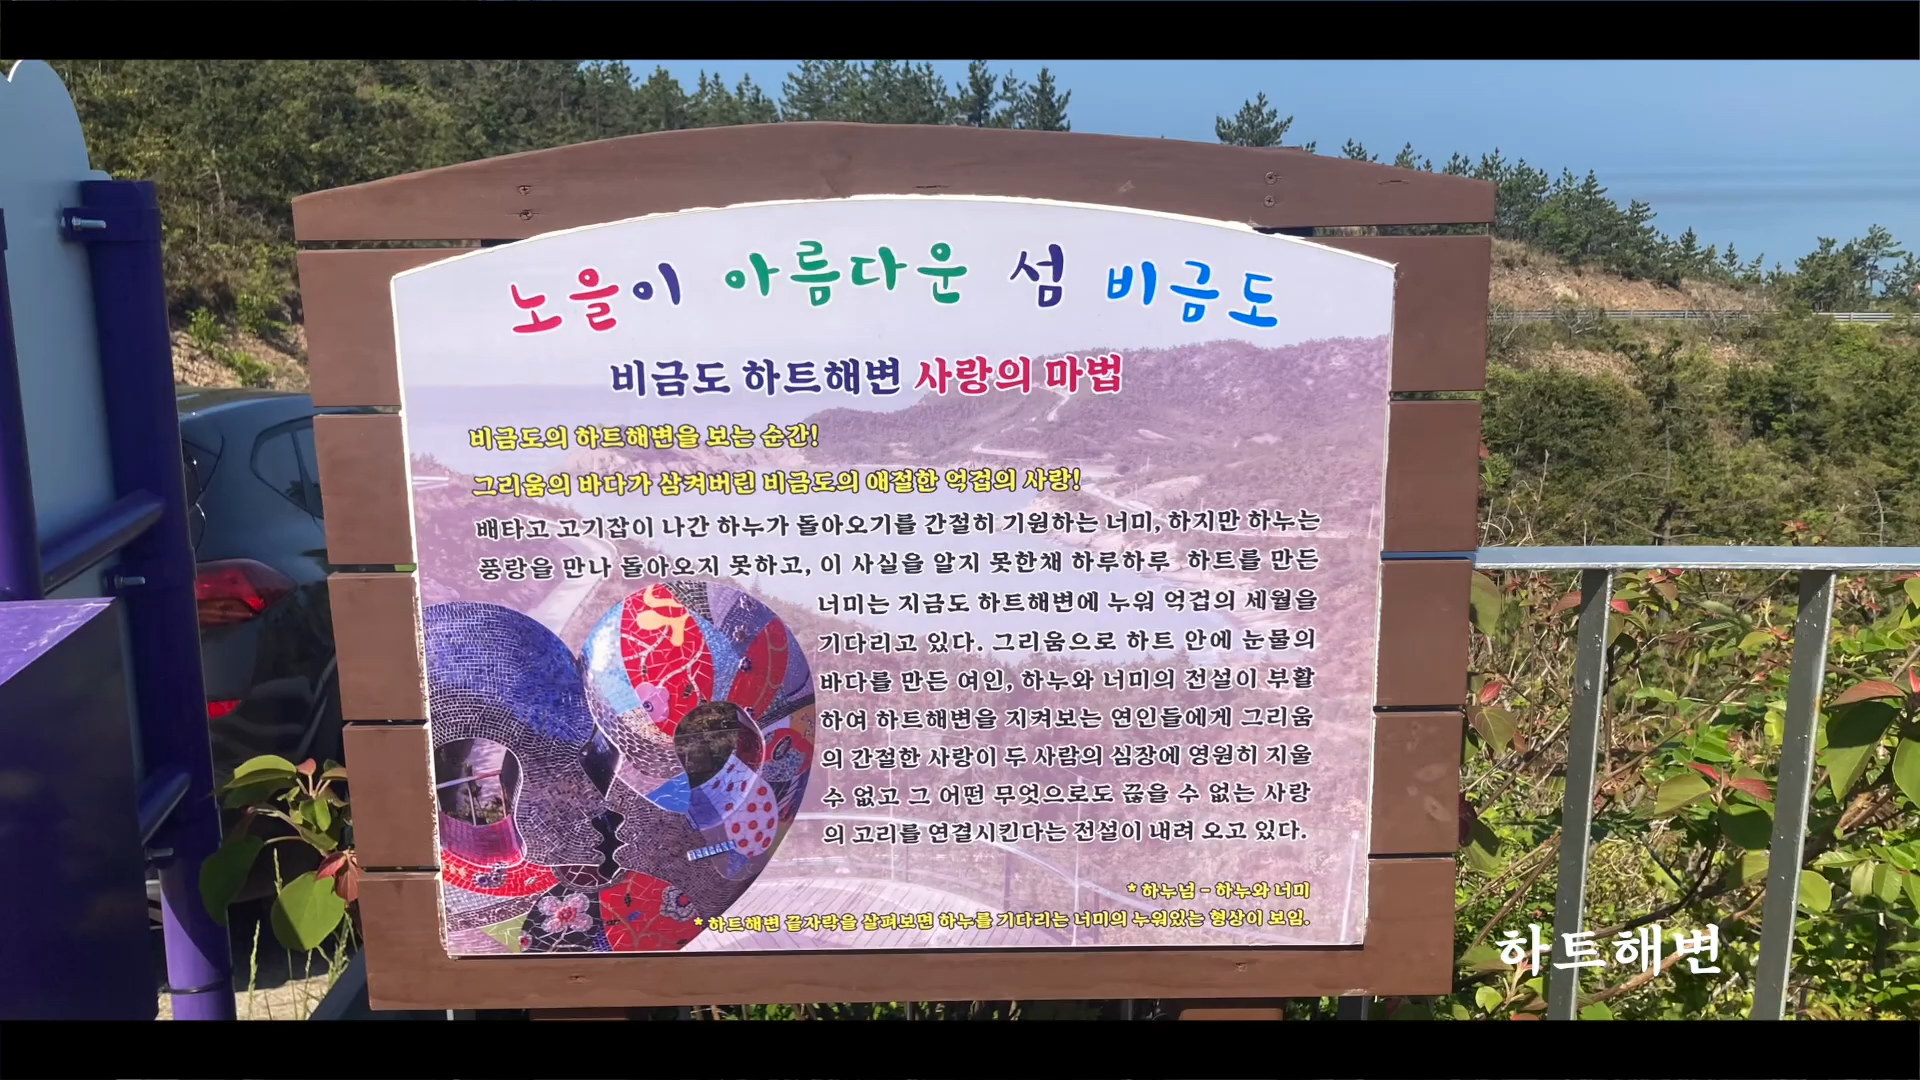 노을이 아름다운 섬 비금도
비금도 하트해변 사랑의 마법
비금도의 하트해변을 보는 순간!
그리움의 바다가 삼켜버린 비금도의 애절한 억겁의 사랑!
배타고 고기잡이 나간 하누가 돌아오기를 간절히 기원하는 너미, 하지만 하누는
풍랑을 만나 돌아오지 못하고, 이 사실을 알지 못한채 하루하루 하트를 만든
너미는 지금도 하트해변에 누워 억겁의 세월을
기다리고 있다. 그리움으로 하트 안에 눈물의
바다를 만든 여인, 하누와 너미의 전설이 부활
하여 하트해변을 지켜보는 연인들에게 그리움
의 간절한 사랑이 두 사람의 심장에 영원히 지울
수 없고 그 어떤 무엇으로도 끊을 수 없는 사랑
의 고리를 연결시킨다는 전설이 내려 오고 있다.
* 하누넘 - 하누와 너미
* 하트해변 끝자락을 살펴보면 하누를 기다리는 너미의 누워있는 형상이 보임.
하트해변